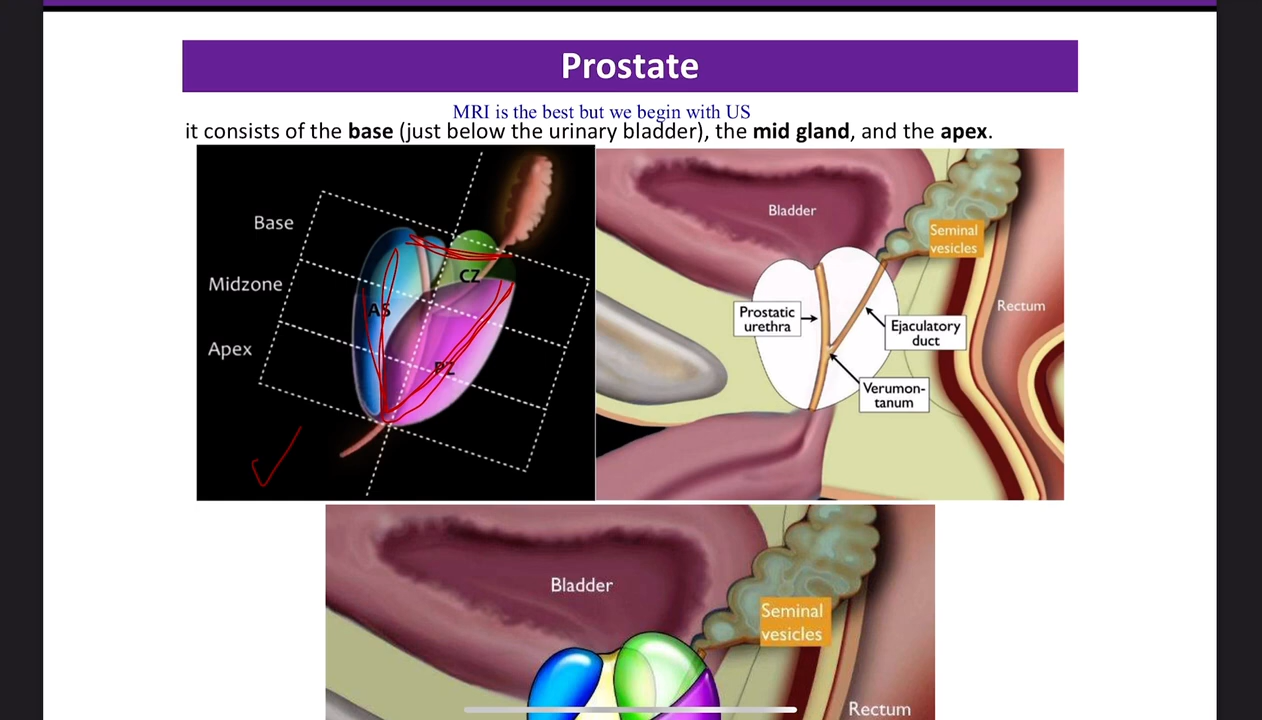 Prostate
MRI is the best but we begin with US
it consists of the base (just below the urinary bladder), the mid gland, and the apex.
Base
Midzone
Apex
CZ
AS
PZ
Bladder
Seminal
vesicles
Rectum
Prostatic
urethra
Ejaculatory
duct
Verumon-
tanum
Bladder
Seminal
vesicles
Rectum